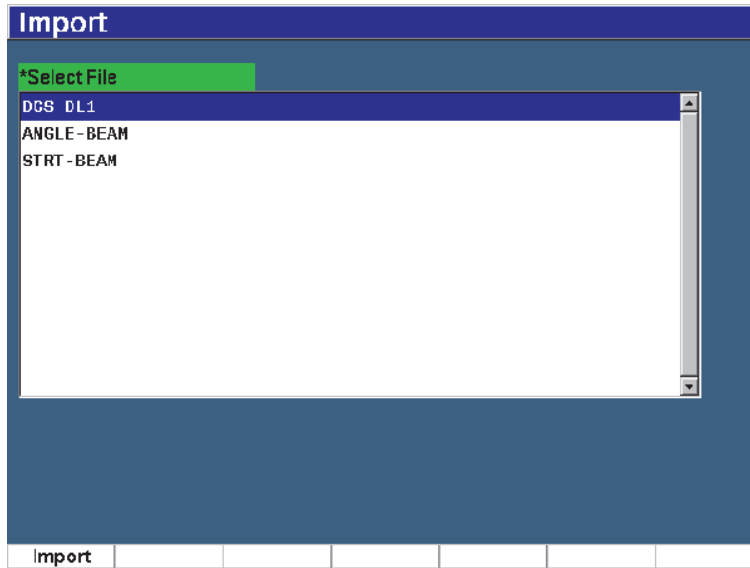 Import
*Select File
DGS DL1
ANGLE-BEAM
STRT-BEAM
Import